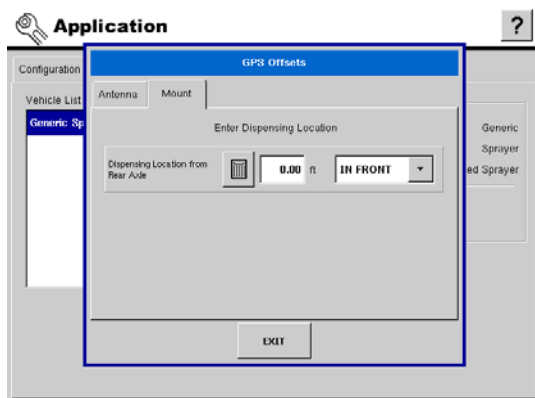 Application
?
GPS Offsets
Configuration
Antenna
Mount
Vehicle List
Generic Sp
Enter Dispensing Location
Generic
Sprayer
ed Sprayer
Dispensing Location from
Rear Axle
0.00 ft
IN FRONT
EXIT